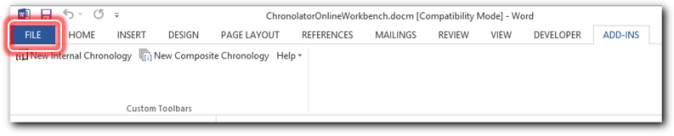 ChronolatorOnlineWorkbench.docm [Compatibility Mode] - Word
FILE HOME INSERT DESIGN PAGE LAYOUT REFERENCES MAILINGS REVIEW VIEW DEVELOPER ADD-INS
New Internal Chronology New Composite Chronology Help
Custom Toolbars